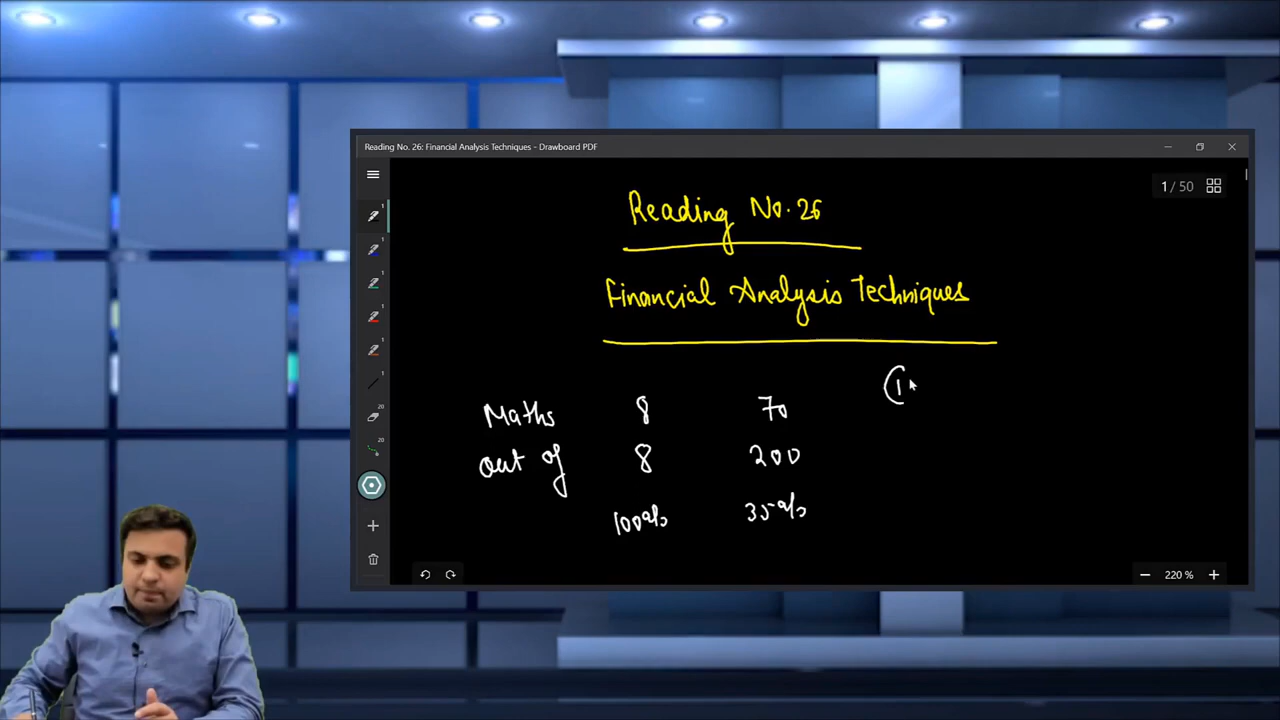 Reading No. 26: Financial Analysis Techniques - Drawboard PDF
1 / 50
Reading No. 26
Financial Analysis Techniques
(1
Maths 8 70
out of 8 200
100% 35%
220 %